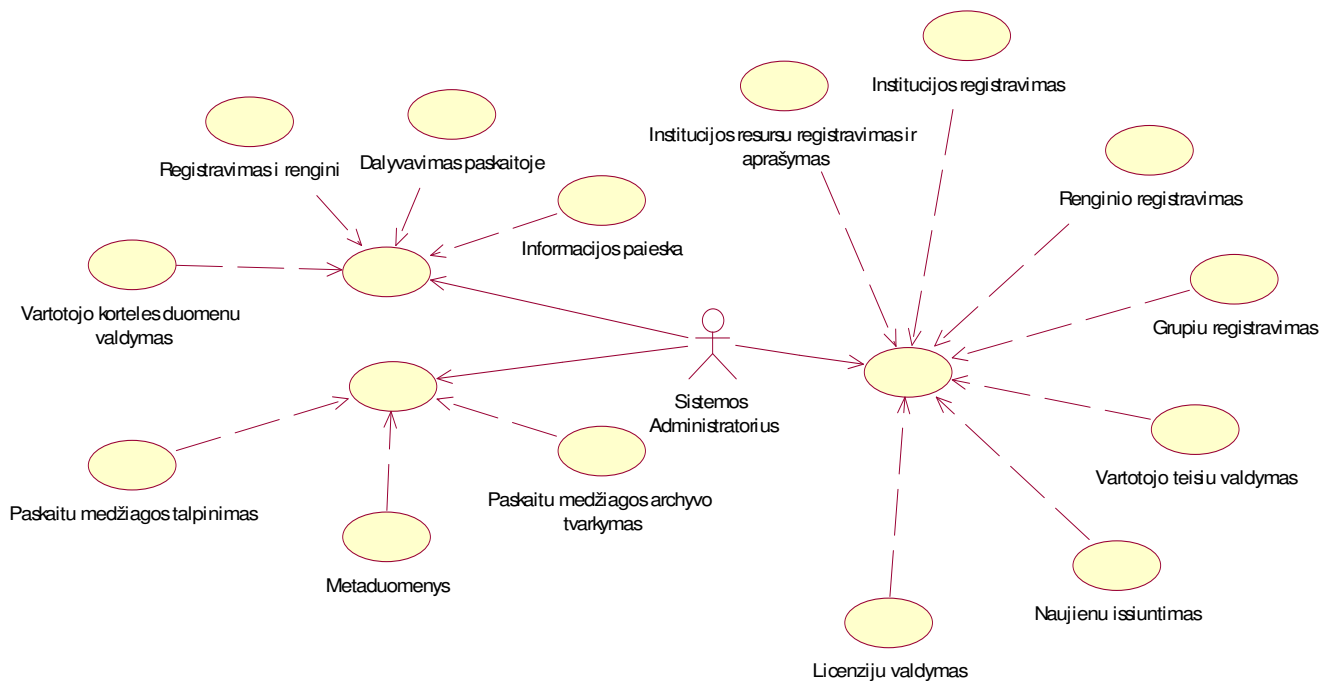 Institucijos registravimas
Institucijos resursu registravimas ir
aprašymas
Registravimas i rengini
Dalyvavimas paskaitoje
Renginio registravimas
Informacijos paieska
Vartotojo korteles duomenu
valdymas
Grupiu registravimas
Sistemos
Administratorius
Vartotojo teisiu valdymas
Paskaitu medžiagos talpinimas
Paskaitu medžiagos archyvo
tvarkymas
Metaduomenys
Naujienu issiuntimas
Licenziju valdymas